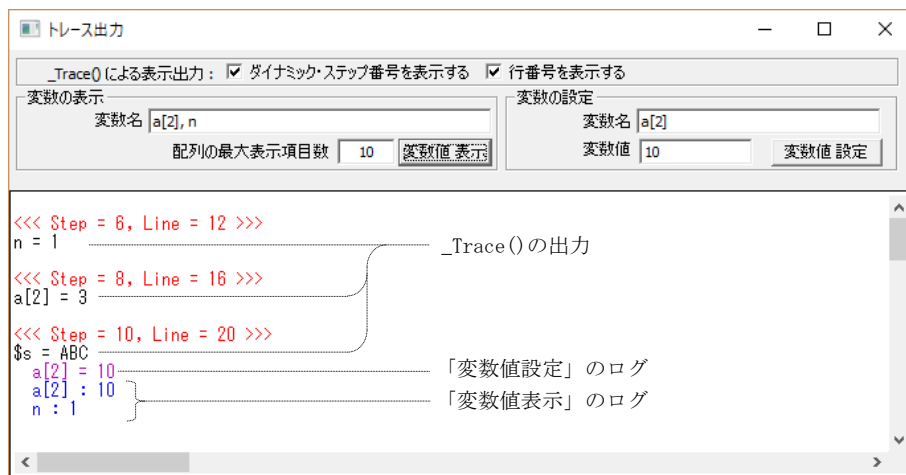 トレース出力
_Trace() による表示出力： ダイナミック・ステップ番号を表示する 行番号を表示する
変数の表示
変数名 a[2], n
配列の最大表示項目数 10 変数値 表示
変数の設定
変数名 a[2]
変数値 10 変数値 設定
<<< Step = 6, Line = 12 >>>
n = 1
_Trace()の出力
<<< Step = 8, Line = 16 >>>
a[2] = 3
<<< Step = 10, Line = 20 >>>
$s = ABC
a[2] = 10
「変数値設定」のログ
a[2] : 10
n : 1
「変数値表示」のログ